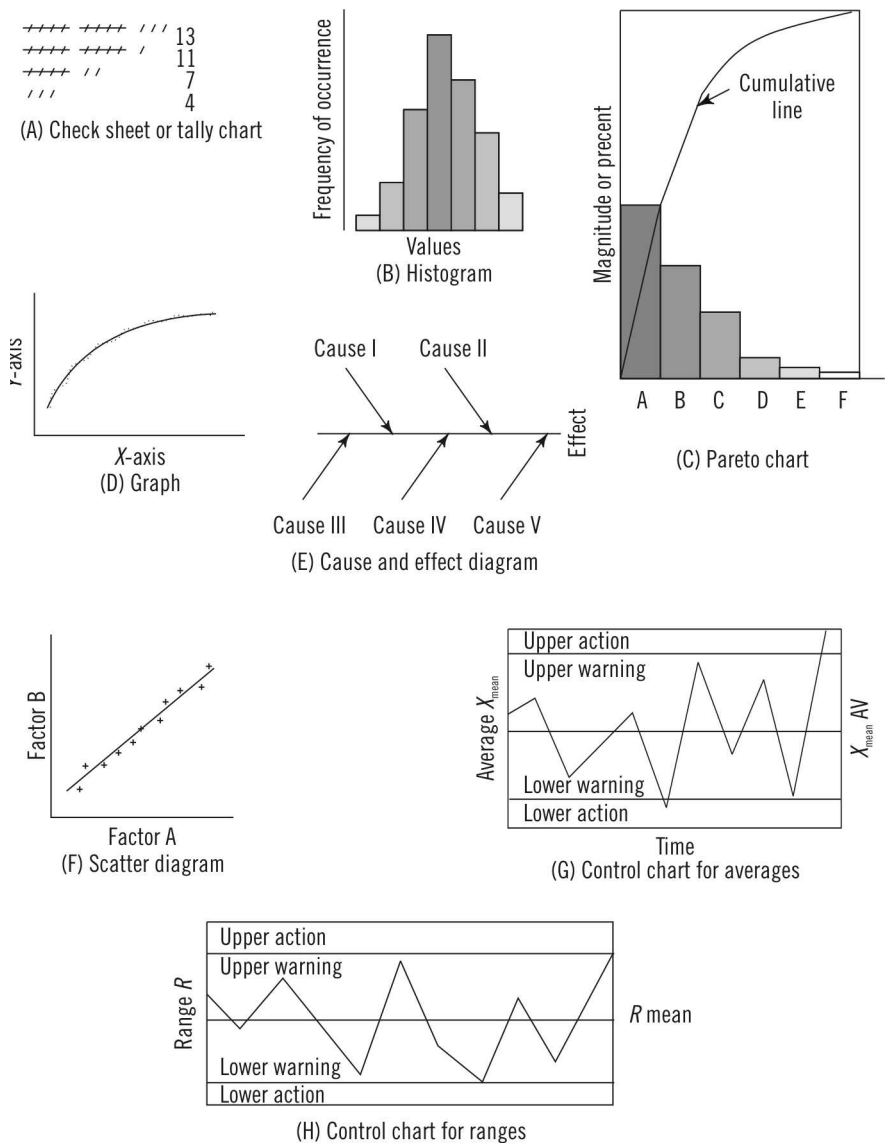 13
11
7
4
(A) Check sheet or tally chart
Frequency of occurrence
Values
(B) Histogram
Magnitude or precent
Cumulative
line
A B C D E F
(C) Pareto chart
Y-axis
X-axis
(D) Graph
Cause I Cause II
Effect
Cause III Cause IV Cause V
(E) Cause and effect diagram
Factor B
Factor A
(F) Scatter diagram
Average Xmean
Upper action
Upper warning
Lower warning
Lower action
Xmean AV
Time
(G) Control chart for averages
Range R
Upper action
Upper warning
R mean
Lower warning
Lower action
(H) Control chart for ranges